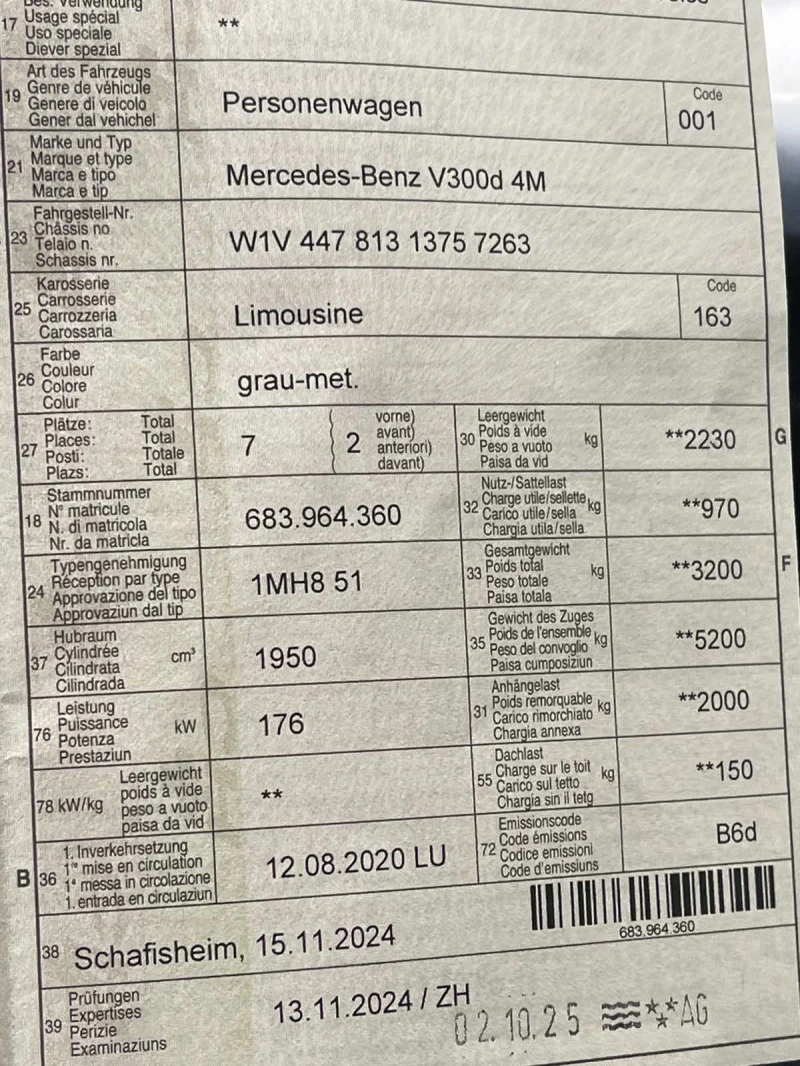 17 Usage spécial **
Uso speciale
Diever spezial
19 Art des Fahrzeugs
Genre de véhicule
Genere di veicolo
Gener dal vehichel
Personenwagen
Code
001
21 Marke und Typ
Marque et type
Marca e tipo
Marca e tip
Mercedes-Benz V300d 4M
23 Fahrgestell-Nr.
Châssis no
Telaio n.
Schassis nr.
W1V 447 813 1375 7263
25 Karosserie
Carrosserie
Carrozzeria
Carossaria
Limousine
Code
163
26 Farbe
Couleur
Colore
Colur
grau-met.
27 Plätze: Total
Places: Total
Posti: Totale
Plazs: Total
7
2
vorne)
avant)
anteriori)
davant)
30 Leergewicht
Poids à vide
Peso a vuoto
Paisa da vid
kg
**2230
G
18 Stammnummer
N° matricule
N. di matricola
Nr. da matricla
683.964.360
32 Nutz-/Sattellast
Charge utile/sellette
Carico utile/sella
Chargia utila/sella
kg
**970
24 Typengenehmigung
Réception par type
Approvazione del tipo
Approvaziun dal tip
1MH8 51
33 Gesamtgewicht
Poids total
Peso totale
Paisa totala
kg
**3200
F
37 Hubraum
Cylindrée
Cilindrata
Cilindrada
cm³
1950
35 Gewicht des Zuges
Poids de l'ensemble
Peso del convoglio
Paisa cumposiziun
kg
**5200
76 Leistung
Puissance
Potenza
Prestaziun
kW
176
31 Anhängelast
Poids remorquable
Carico rimorchiato
Chargia annexa
kg
**2000
78 kW/kg
Leergewicht
poids à vide
peso a vuoto
paisa da vid
**
55 Dachlast
Charge sur le toit
Carico sul tetto
Chargia sin il tetg
kg
**150
B 36 1. Inverkehrsetzung
1re mise en circulation
1a messa in circolazione
1. entrada en circulaziun
12.08.2020 LU
72 Emissionscode
Code émissions
Codice emissioni
Code d'emissiuns
B6d
683.964.360
38 Schafisheim, 15.11.2024
39 Prüfungen
Expertises
Perizie
Examinaziuns
13.11.2024 / ZH
02.10.25 *** AG